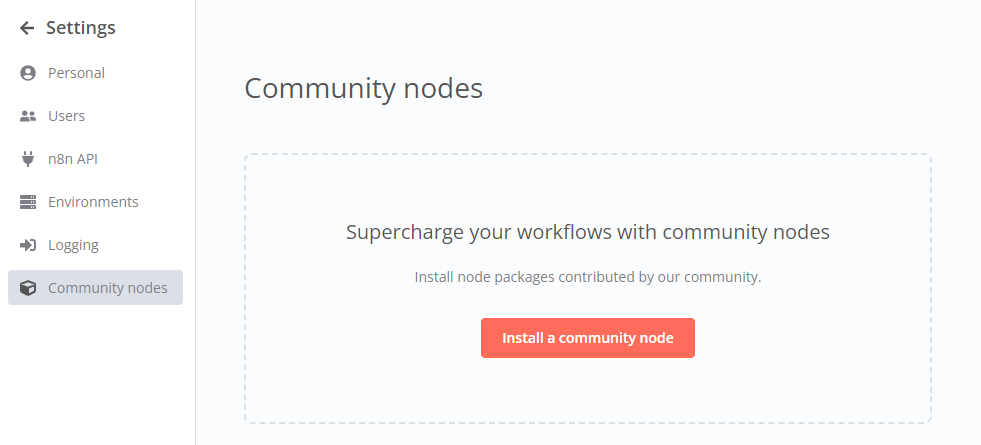 Settings
Personal
Users
n8n API
Environments
Logging
Community nodes
Community nodes
Supercharge your workflows with community nodes
Install node packages contributed by our community.
Install a community node